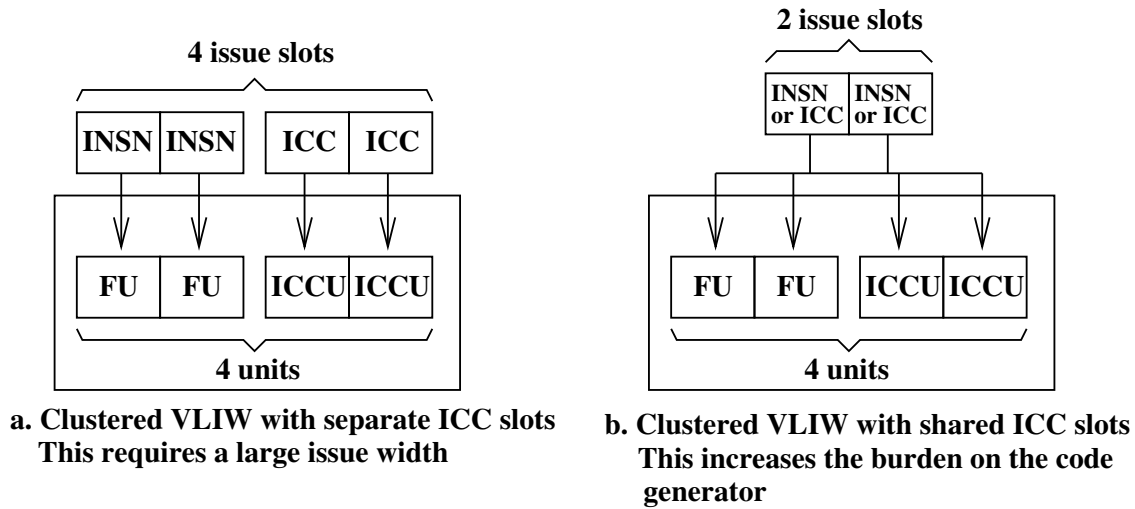 4 issue slots
INSN INSN ICC ICC
FU FU ICCU ICCU
4 units
a. Clustered VLIW with separate ICC slots
This requires a large issue width
2 issue slots
INSN INSN
or ICC or ICC
FU FU ICCU ICCU
4 units
b. Clustered VLIW with shared ICC slots
This increases the burden on the code
generator